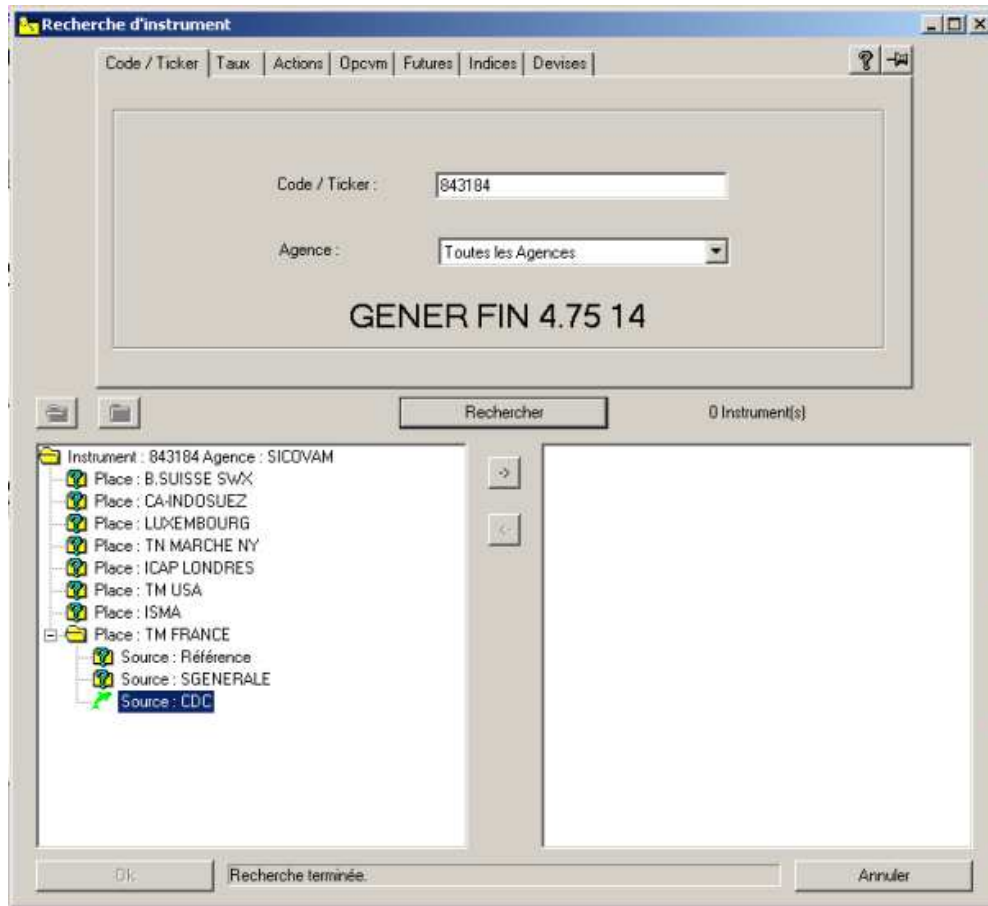 Recherche d'instrument
Code / Ticker Taux Actions Opcvm Futures Indices Devises
Code / Ticker : 843184
Agence : Toutes les Agences
GENER FIN 4.75 14
Rechercher 0 Instrument(s)
Instrument : 843184 Agence : SICOVAM
Place : B.SUISSE SWX
Place : CA-INDOSUEZ
Place : LUXEMBOURG
Place : TN MARCHE NY
Place : ICAP LONDRES
Place : TM USA
Place : ISMA
Place : TM FRANCE
Source : Référence
Source : SGENERALE
Source : CDC
Ok Recherche terminée. Annuler